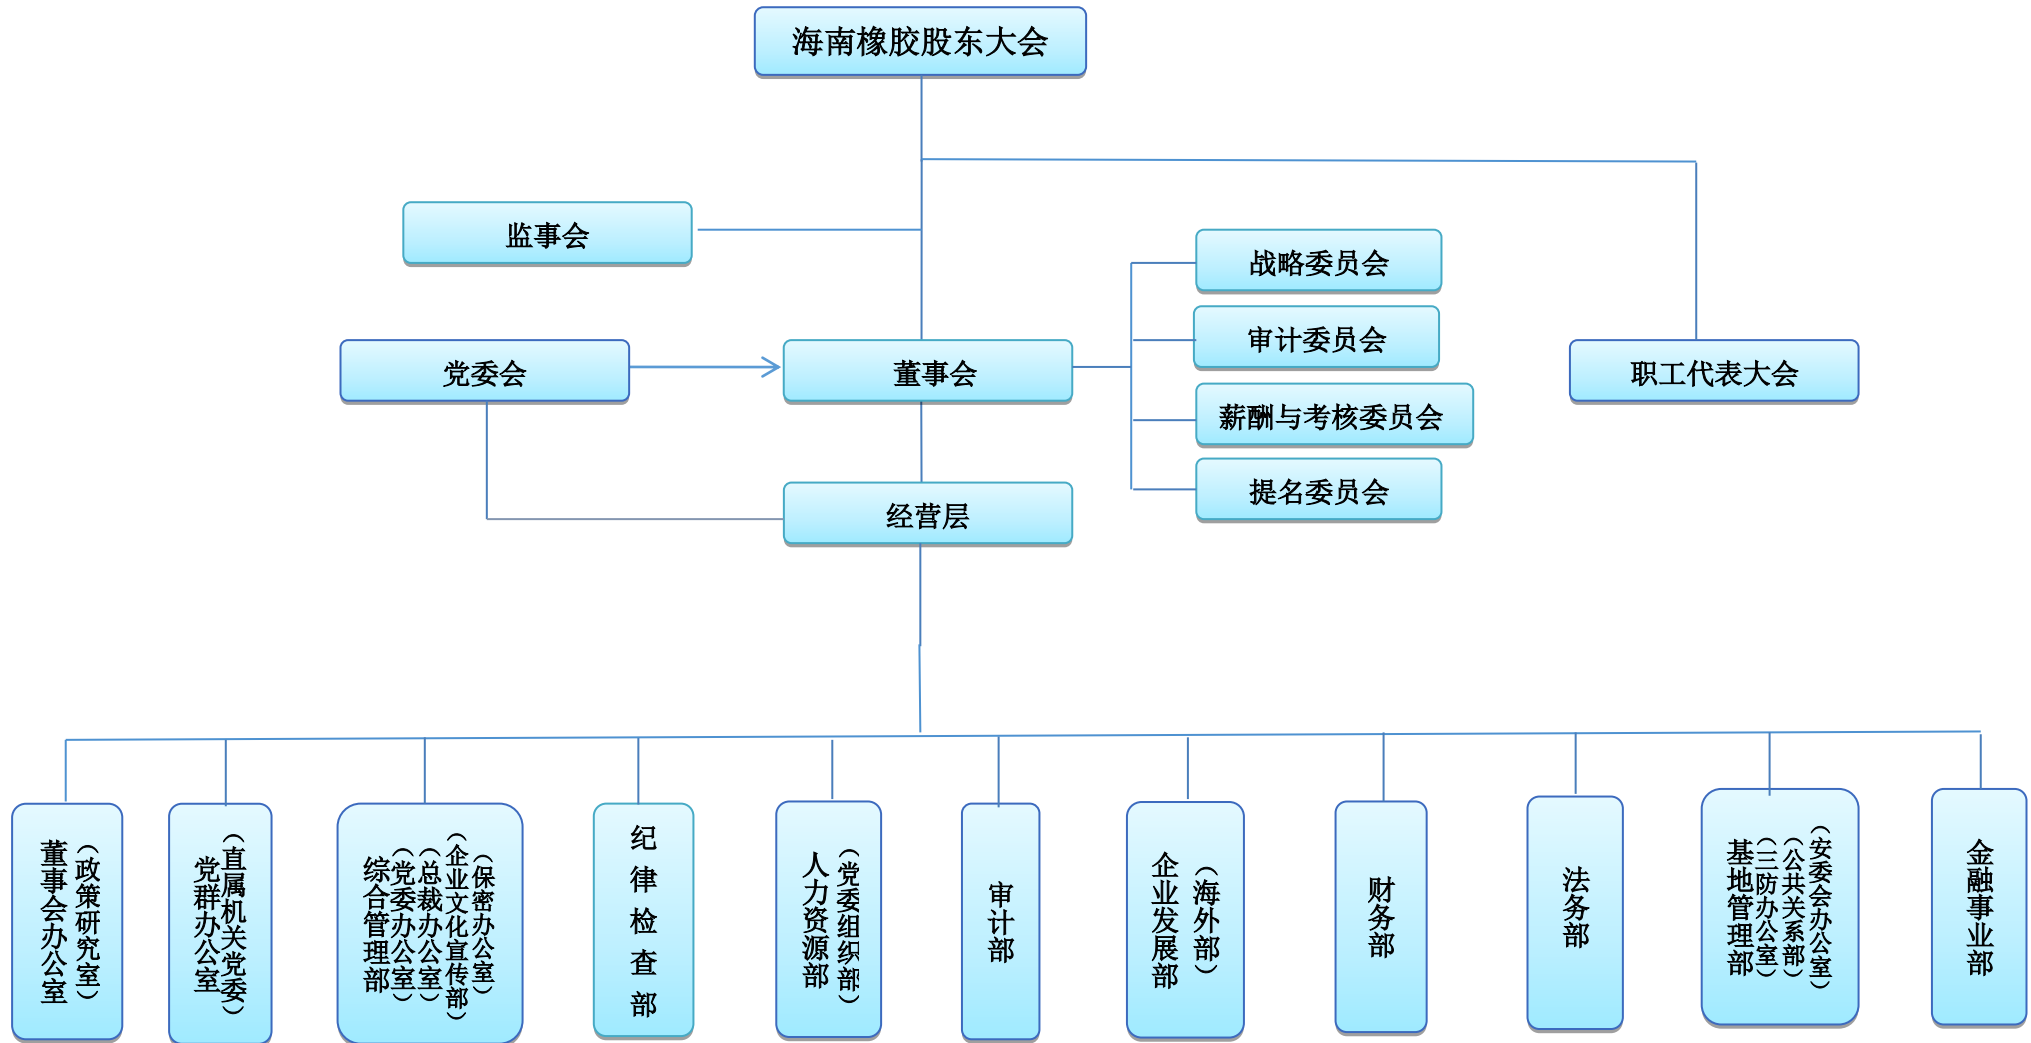 海南橡胶股东大会
监事会
战略委员会
审计委员会
党委会
董事会
职工代表大会
薪酬与考核委员会
提名委员会
经营层
董事会办公室
（政策研究室）
党群办公室
（直属机关党委）
综合管理部
（党委办公室）
（总裁办公室）
（企业文化宣传部）
（保密办公室）
纪律检查部
人力资源部
（党委组织部）
审计部
企业发展部
（海外部）
财务部
法务部
基地管理部
（三防办公室）
（公共关系部）
（安委会办公室）
金融事业部